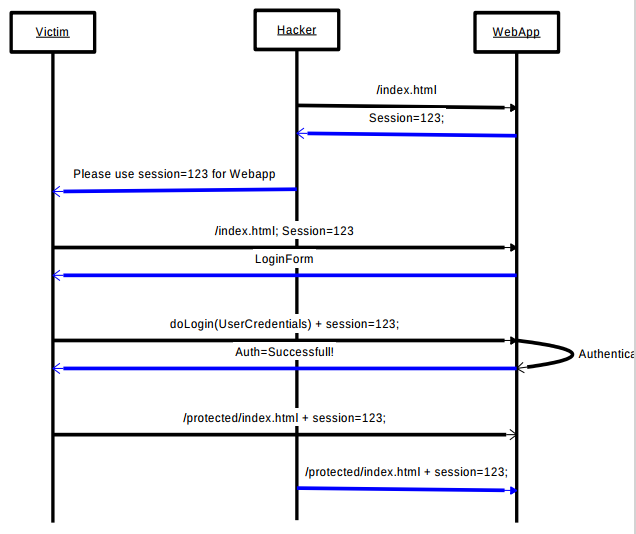 Victim
Hacker
WebApp
/index.html
Session=123;
Please use session=123 for Webapp
/index.html; Session=123
LoginForm
doLogin(UserCredentials) + session=123;
Auth=Successfull!
Authentica
/protected/index.html + session=123;
/protected/index.html + session=123;